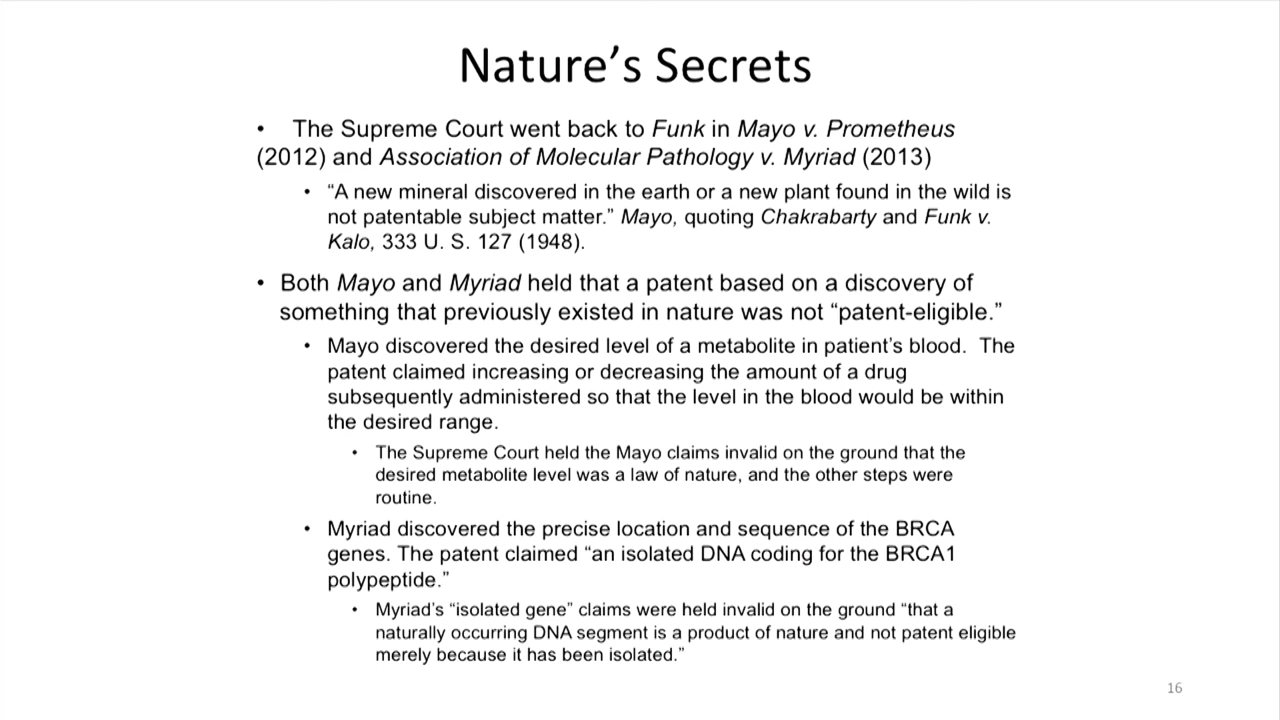 Nature’s Secrets
• The Supreme Court went back to Funk in Mayo v. Prometheus
(2012) and Association of Molecular Pathology v. Myriad (2013)
• “A new mineral discovered in the earth or a new plant found in the wild is
not patentable subject matter.” Mayo, quoting Chakrabarty and Funk v.
Kalo, 333 U. S. 127 (1948).
• Both Mayo and Myriad held that a patent based on a discovery of
something that previously existed in nature was not “patent-eligible.”
• Mayo discovered the desired level of a metabolite in patient’s blood.  The
patent claimed increasing or decreasing the amount of a drug
subsequently administered so that the level in the blood would be within
the desired range.
• The Supreme Court held the Mayo claims invalid on the ground that the
desired metabolite level was a law of nature, and the other steps were
routine.
• Myriad discovered the precise location and sequence of the BRCA
genes. The patent claimed “an isolated DNA coding for the BRCA1
polypeptide.”
• Myriad’s “isolated gene” claims were held invalid on the ground “that a
naturally occurring DNA segment is a product of nature and not patent eligible
merely because it has been isolated.”
16